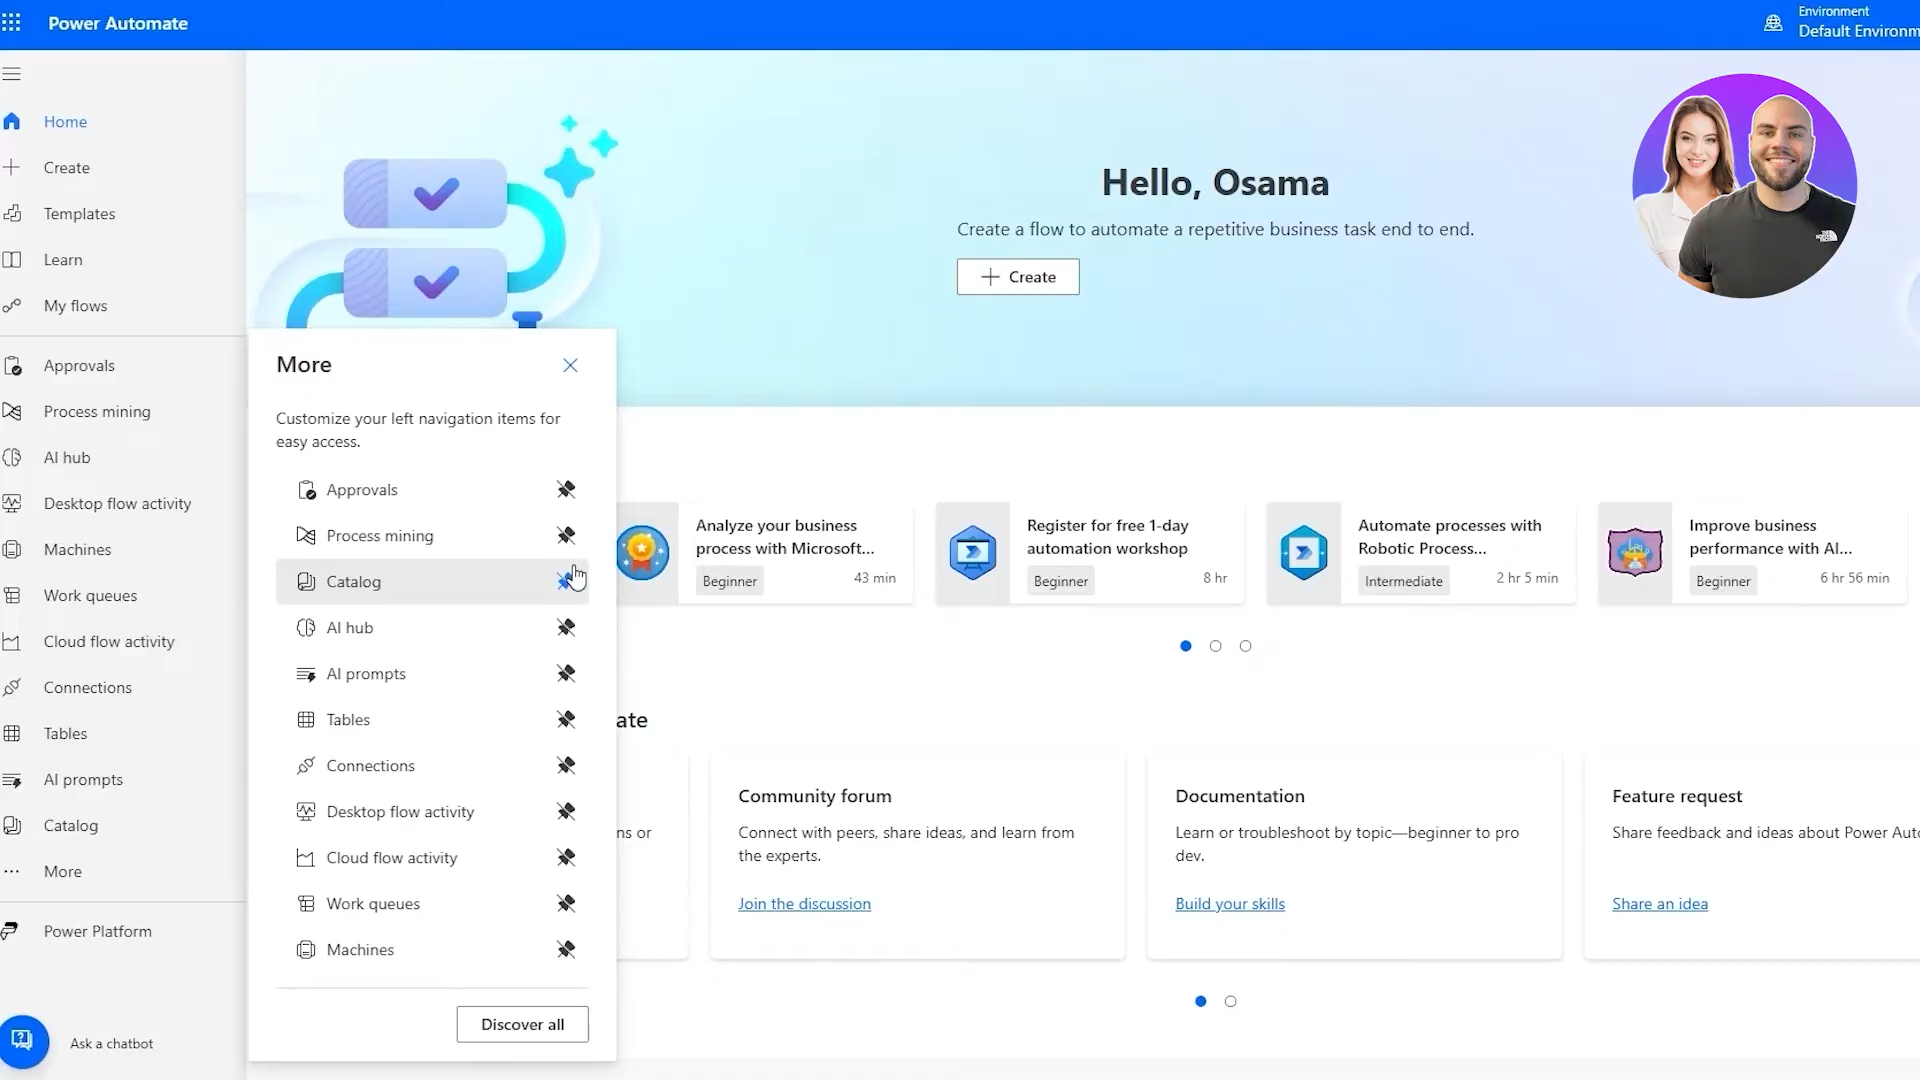 Power Automate
Environment
Default Environm
Home
Create
Templates
Learn
My flows
Approvals
Process mining
AI hub
Desktop flow activity
Machines
Work queues
Cloud flow activity
Connections
Tables
AI prompts
Catalog
More
Power Platform
Ask a chatbot
Hello, Osama
Create a flow to automate a repetitive business task end to end.
Create
More
Customize your left navigation items for
easy access.
Approvals
Process mining
Catalog
AI hub
AI prompts
Tables
Connections
Desktop flow activity
Cloud flow activity
Work queues
Machines
Discover all
Analyze your business
process with Microsoft...
Beginner
43 min
Register for free 1-day
automation workshop
Beginner
8 hr
Automate processes with
Robotic Process...
Intermediate
2 hr 5 min
Improve business
performance with AI...
Beginner
6 hr 56 min
ate
ns or
Community forum
Connect with peers, share ideas, and learn from
the experts.
Join the discussion
Documentation
Learn or troubleshoot by topic—beginner to pro
dev.
Build your skills
Feature request
Share feedback and ideas about Power Auto
Share an idea